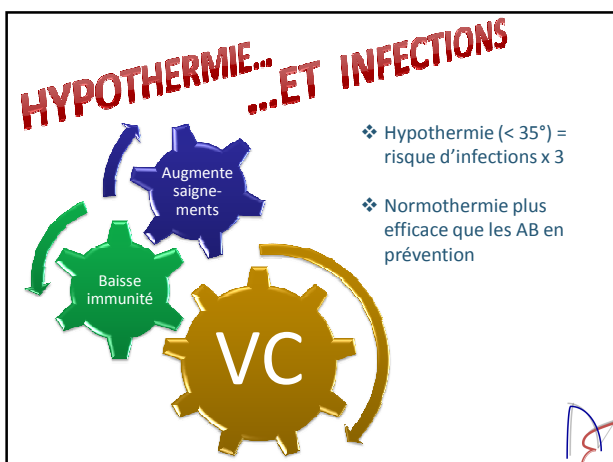 HYPOTHERMIE...
...ET INFECTIONS
Augmente
saigne-
ments
Baisse
immunité
VC
❖ Hypothermie (< 35°) =
risque d'infections x 3
❖ Normothermie plus
efficace que les AB en
prévention